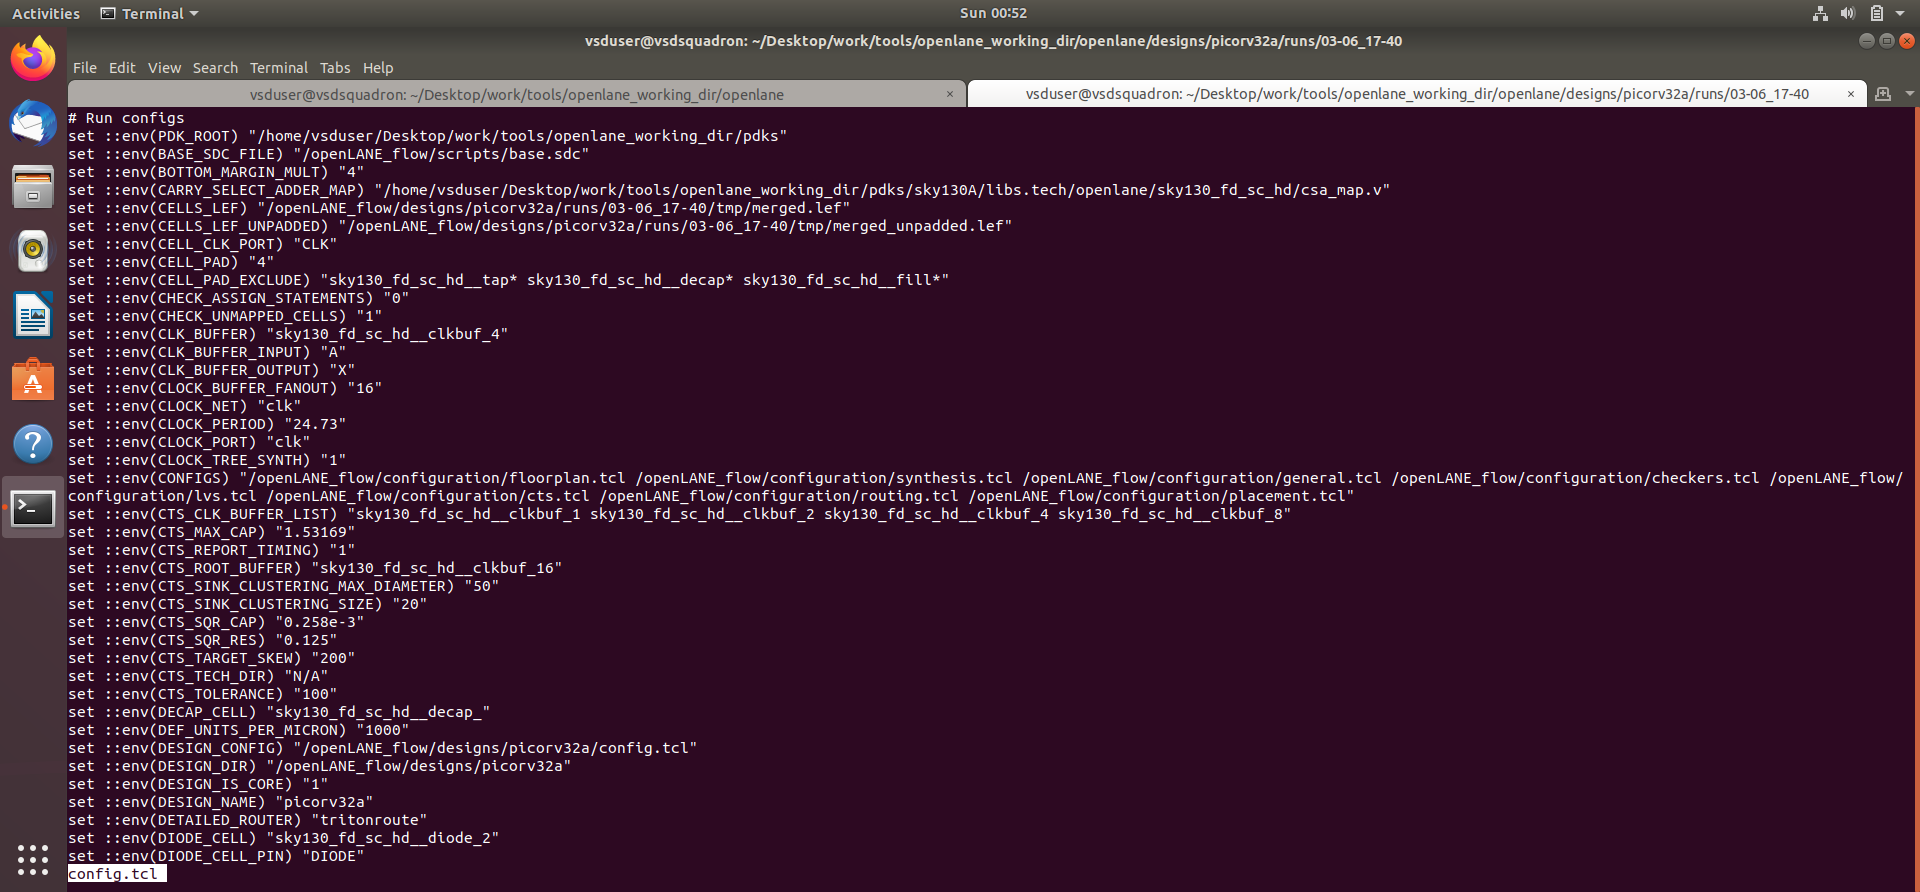 Activities Terminal Sun 00:52
vsduser@vsdsquadron: ~/Desktop/work/tools/openlane_working_dir/openlane/designs/picorv32a/runs/03-06_17-40
File Edit View Search Terminal Tabs Help
vsduser@vsdsquadron: ~/Desktop/work/tools/openlane_working_dir/openlane × vsduser@vsdsquadron: ~/Desktop/work/tools/openlane_working_dir/openlane/designs/picorv32a/runs/03-06_17-40 ×
# Run configs
set ::env(PDK_ROOT) "/home/vsduser/Desktop/work/tools/openlane_working_dir/pdks"
set ::env(BASE_SDC_FILE) "/openLANE_flow/scripts/base.sdc"
set ::env(BOTTOM_MARGIN_MULT) "4"
set ::env(CARRY_SELECT_ADDER_MAP) "/home/vsduser/Desktop/work/tools/openlane_working_dir/pdks/sky130A/libs.tech/openlane/sky130_fd_sc_hd/csa_map.v"
set ::env(CELLS_LEF) "/openLANE_flow/designs/picorv32a/runs/03-06_17-40/tmp/merged.lef"
set ::env(CELLS_LEF_UNPADDED) "/openLANE_flow/designs/picorv32a/runs/03-06_17-40/tmp/merged_unpadded.lef"
set ::env(CELL_CLK_PORT) "CLK"
set ::env(CELL_PAD) "4"
set ::env(CELL_PAD_EXCLUDE) "sky130_fd_sc_hd__tap* sky130_fd_sc_hd__decap* sky130_fd_sc_hd__fill*"
set ::env(CHECK_ASSIGN_STATEMENTS) "0"
set ::env(CHECK_UNMAPPED_CELLS) "1"
set ::env(CLK_BUFFER) "sky130_fd_sc_hd__clkbuf_4"
set ::env(CLK_BUFFER_INPUT) "A"
set ::env(CLK_BUFFER_OUTPUT) "X"
set ::env(CLOCK_BUFFER_FANOUT) "16"
set ::env(CLOCK_NET) "clk"
set ::env(CLOCK_PERIOD) "24.73"
set ::env(CLOCK_PORT) "clk"
set ::env(CLOCK_TREE_SYNTH) "1"
set ::env(CONFIGS) "/openLANE_flow/configuration/floorplan.tcl /openLANE_flow/configuration/synthesis.tcl /openLANE_flow/configuration/general.tcl /openLANE_flow/configuration/checkers.tcl /openLANE_flow/
configuration/lvs.tcl /openLANE_flow/configuration/cts.tcl /openLANE_flow/configuration/routing.tcl /openLANE_flow/configuration/placement.tcl"
set ::env(CTS_CLK_BUFFER_LIST) "sky130_fd_sc_hd__clkbuf_1 sky130_fd_sc_hd__clkbuf_2 sky130_fd_sc_hd__clkbuf_4 sky130_fd_sc_hd__clkbuf_8"
set ::env(CTS_MAX_CAP) "1.53169"
set ::env(CTS_REPORT_TIMING) "1"
set ::env(CTS_ROOT_BUFFER) "sky130_fd_sc_hd__clkbuf_16"
set ::env(CTS_SINK_CLUSTERING_MAX_DIAMETER) "50"
set ::env(CTS_SINK_CLUSTERING_SIZE) "20"
set ::env(CTS_SQR_CAP) "0.258e-3"
set ::env(CTS_SQR_RES) "0.125"
set ::env(CTS_TARGET_SKEW) "200"
set ::env(CTS_TECH_DIR) "N/A"
set ::env(CTS_TOLERANCE) "100"
set ::env(DECAP_CELL) "sky130_fd_sc_hd__decap_"
set ::env(DEF_UNITS_PER_MICRON) "1000"
set ::env(DESIGN_CONFIG) "/openLANE_flow/designs/picorv32a/config.tcl"
set ::env(DESIGN_DIR) "/openLANE_flow/designs/picorv32a"
set ::env(DESIGN_IS_CORE) "1"
set ::env(DESIGN_NAME) "picorv32a"
set ::env(DETAILED_ROUTER) "tritonroute"
set ::env(DIODE_CELL) "sky130_fd_sc_hd__diode_2"
set ::env(DIODE_CELL_PIN) "DIODE"
config.tcl